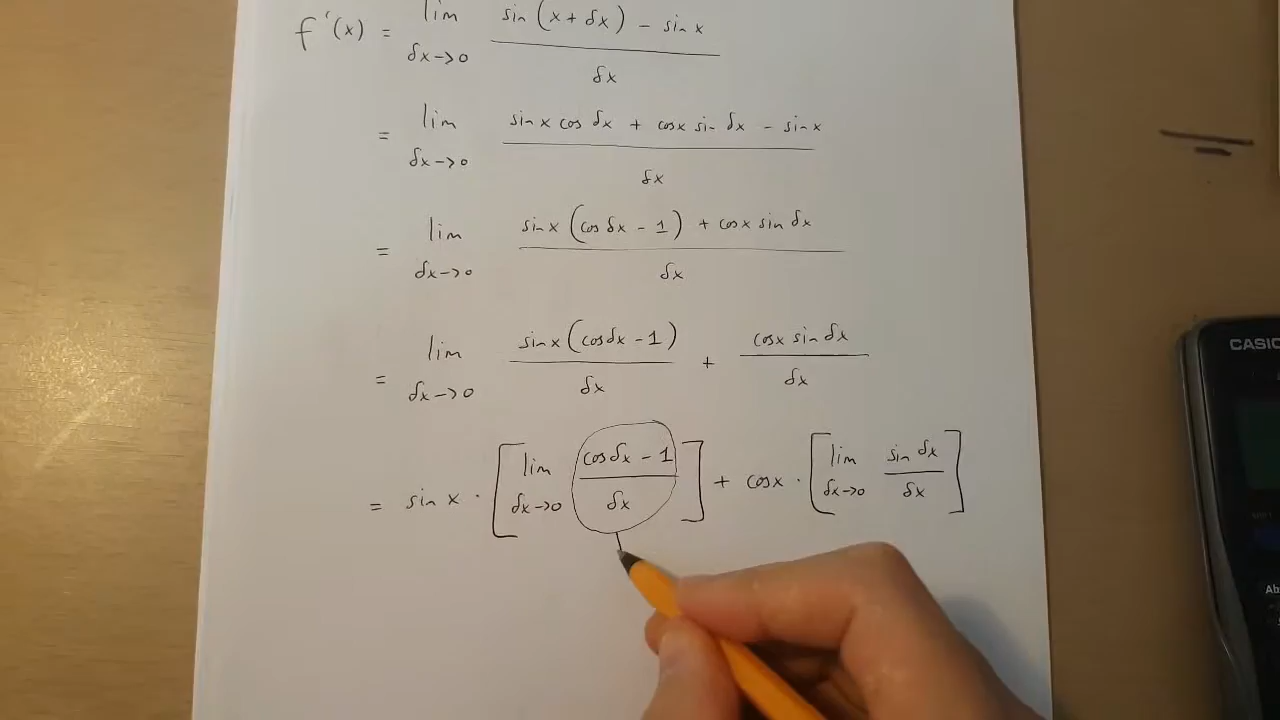 f'(x) = lim δx→0 sin (x + δx) − sin x / δx
= lim δx→0 sin x cos δx + cos x sin δx − sin x / δx
= lim δx→0 sin x (cos δx − 1) + cos x sin δx / δx
= lim δx→0 sin x (cos δx − 1) / δx + cos x sin δx / δx
= sin x · [lim δx→0 cos δx − 1 / δx] + cos x · [lim δx→0 sin δx / δx]
CASIO